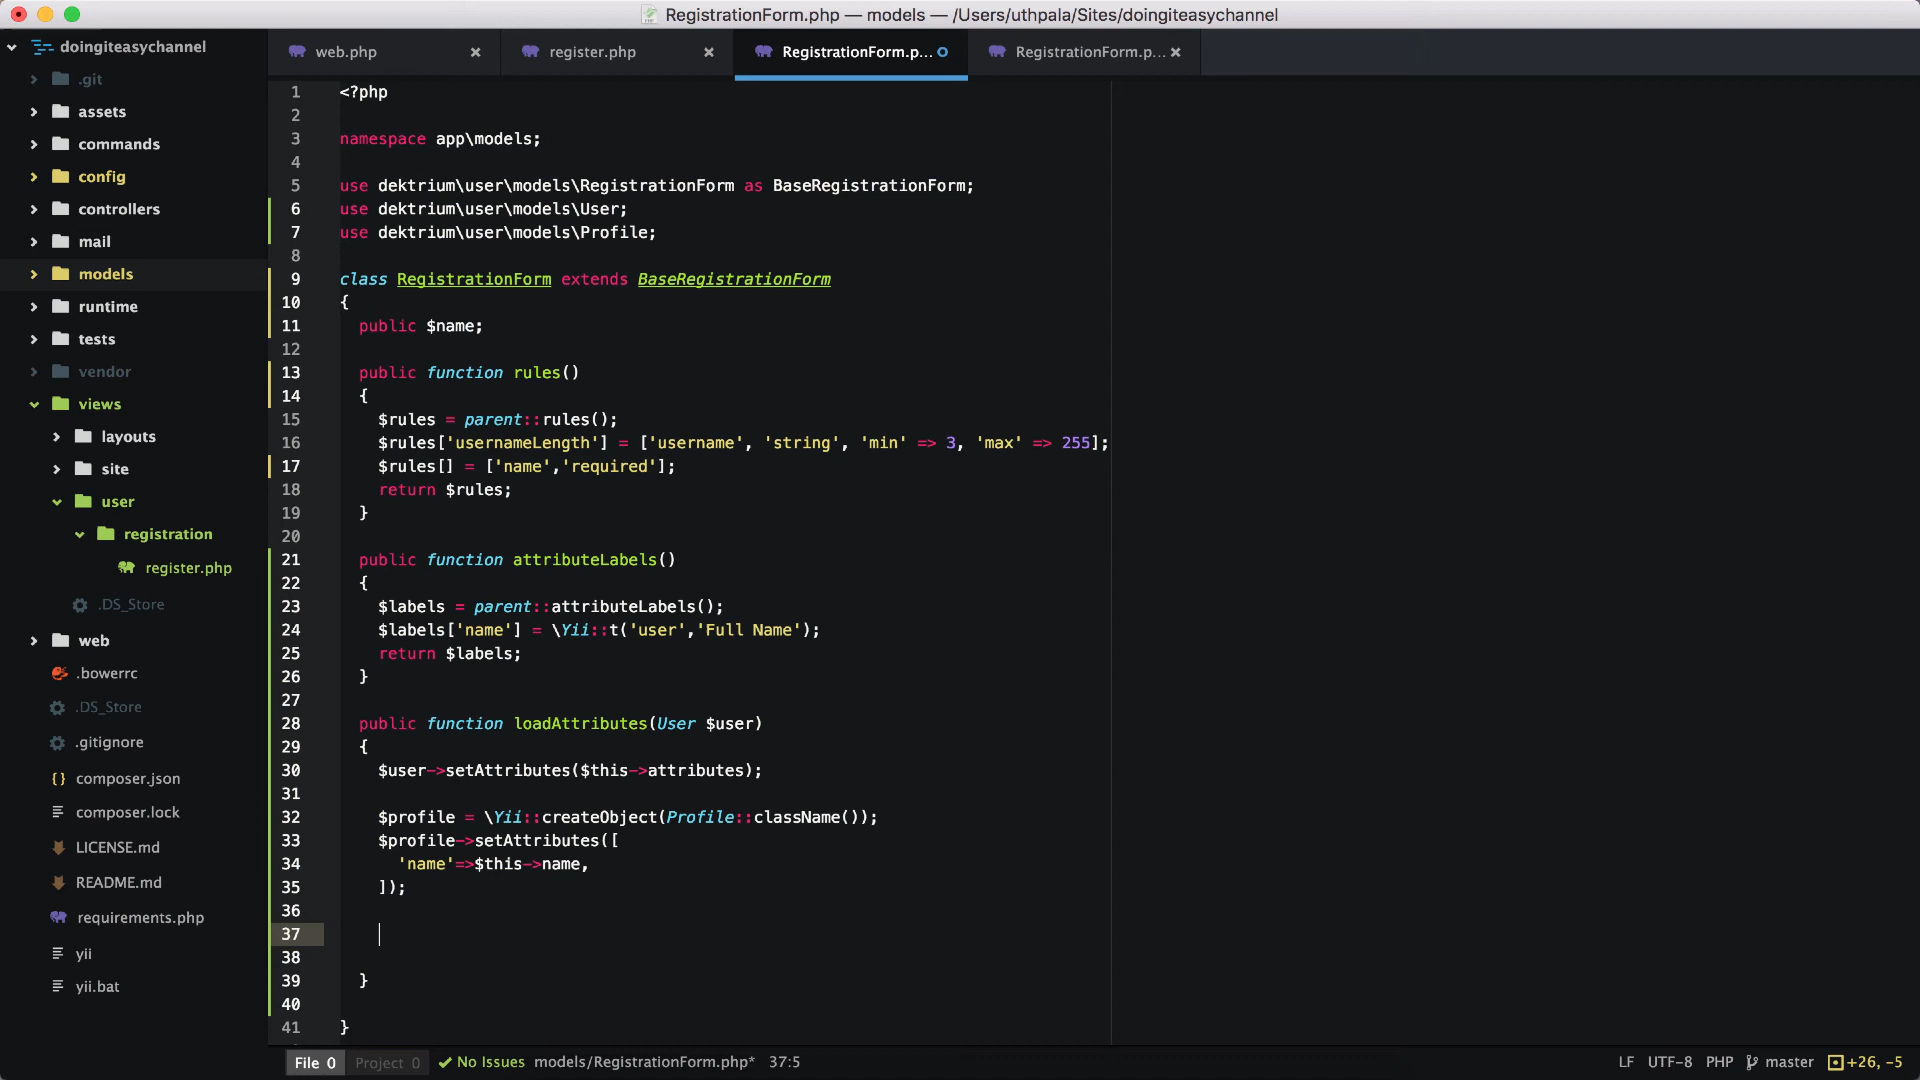 RegistrationForm.php — models — /Users/uthpala/Sites/doingiteasychannel
doingiteasychannel
.git
assets
commands
config
controllers
mail
models
runtime
tests
vendor
views
layouts
site
user
registration
register.php
.DS_Store
web
.bowerrc
.DS_Store
.gitignore
composer.json
composer.lock
LICENSE.md
README.md
requirements.php
yii
yii.bat
web.php
register.php
RegistrationForm.p...
RegistrationForm.p...
1 <?php
2
3 namespace app\models;
4
5 use dektrium\user\models\RegistrationForm as BaseRegistrationForm;
6 use dektrium\user\models\User;
7 use dektrium\user\models\Profile;
8
9 class RegistrationForm extends BaseRegistrationForm
10 {
11 public $name;
12
13 public function rules()
14 {
15 $rules = parent::rules();
16 $rules['usernameLength'] = ['username', 'string', 'min' => 3, 'max' => 255];
17 $rules[] = ['name','required'];
18 return $rules;
19 }
20
21 public function attributeLabels()
22 {
23 $labels = parent::attributeLabels();
24 $labels['name'] = \Yii::t('user','Full Name');
25 return $labels;
26 }
27
28 public function loadAttributes(User $user)
29 {
30 $user->setAttributes($this->attributes);
31
32 $profile = \Yii::createObject(Profile::className());
33 $profile->setAttributes([
34 'name'=>$this->name,
35 ]);
36
37
38
39 }
40
41 }
File 0 Project 0 No Issues models/RegistrationForm.php* 37:5
LF UTF-8 PHP master +26, -5